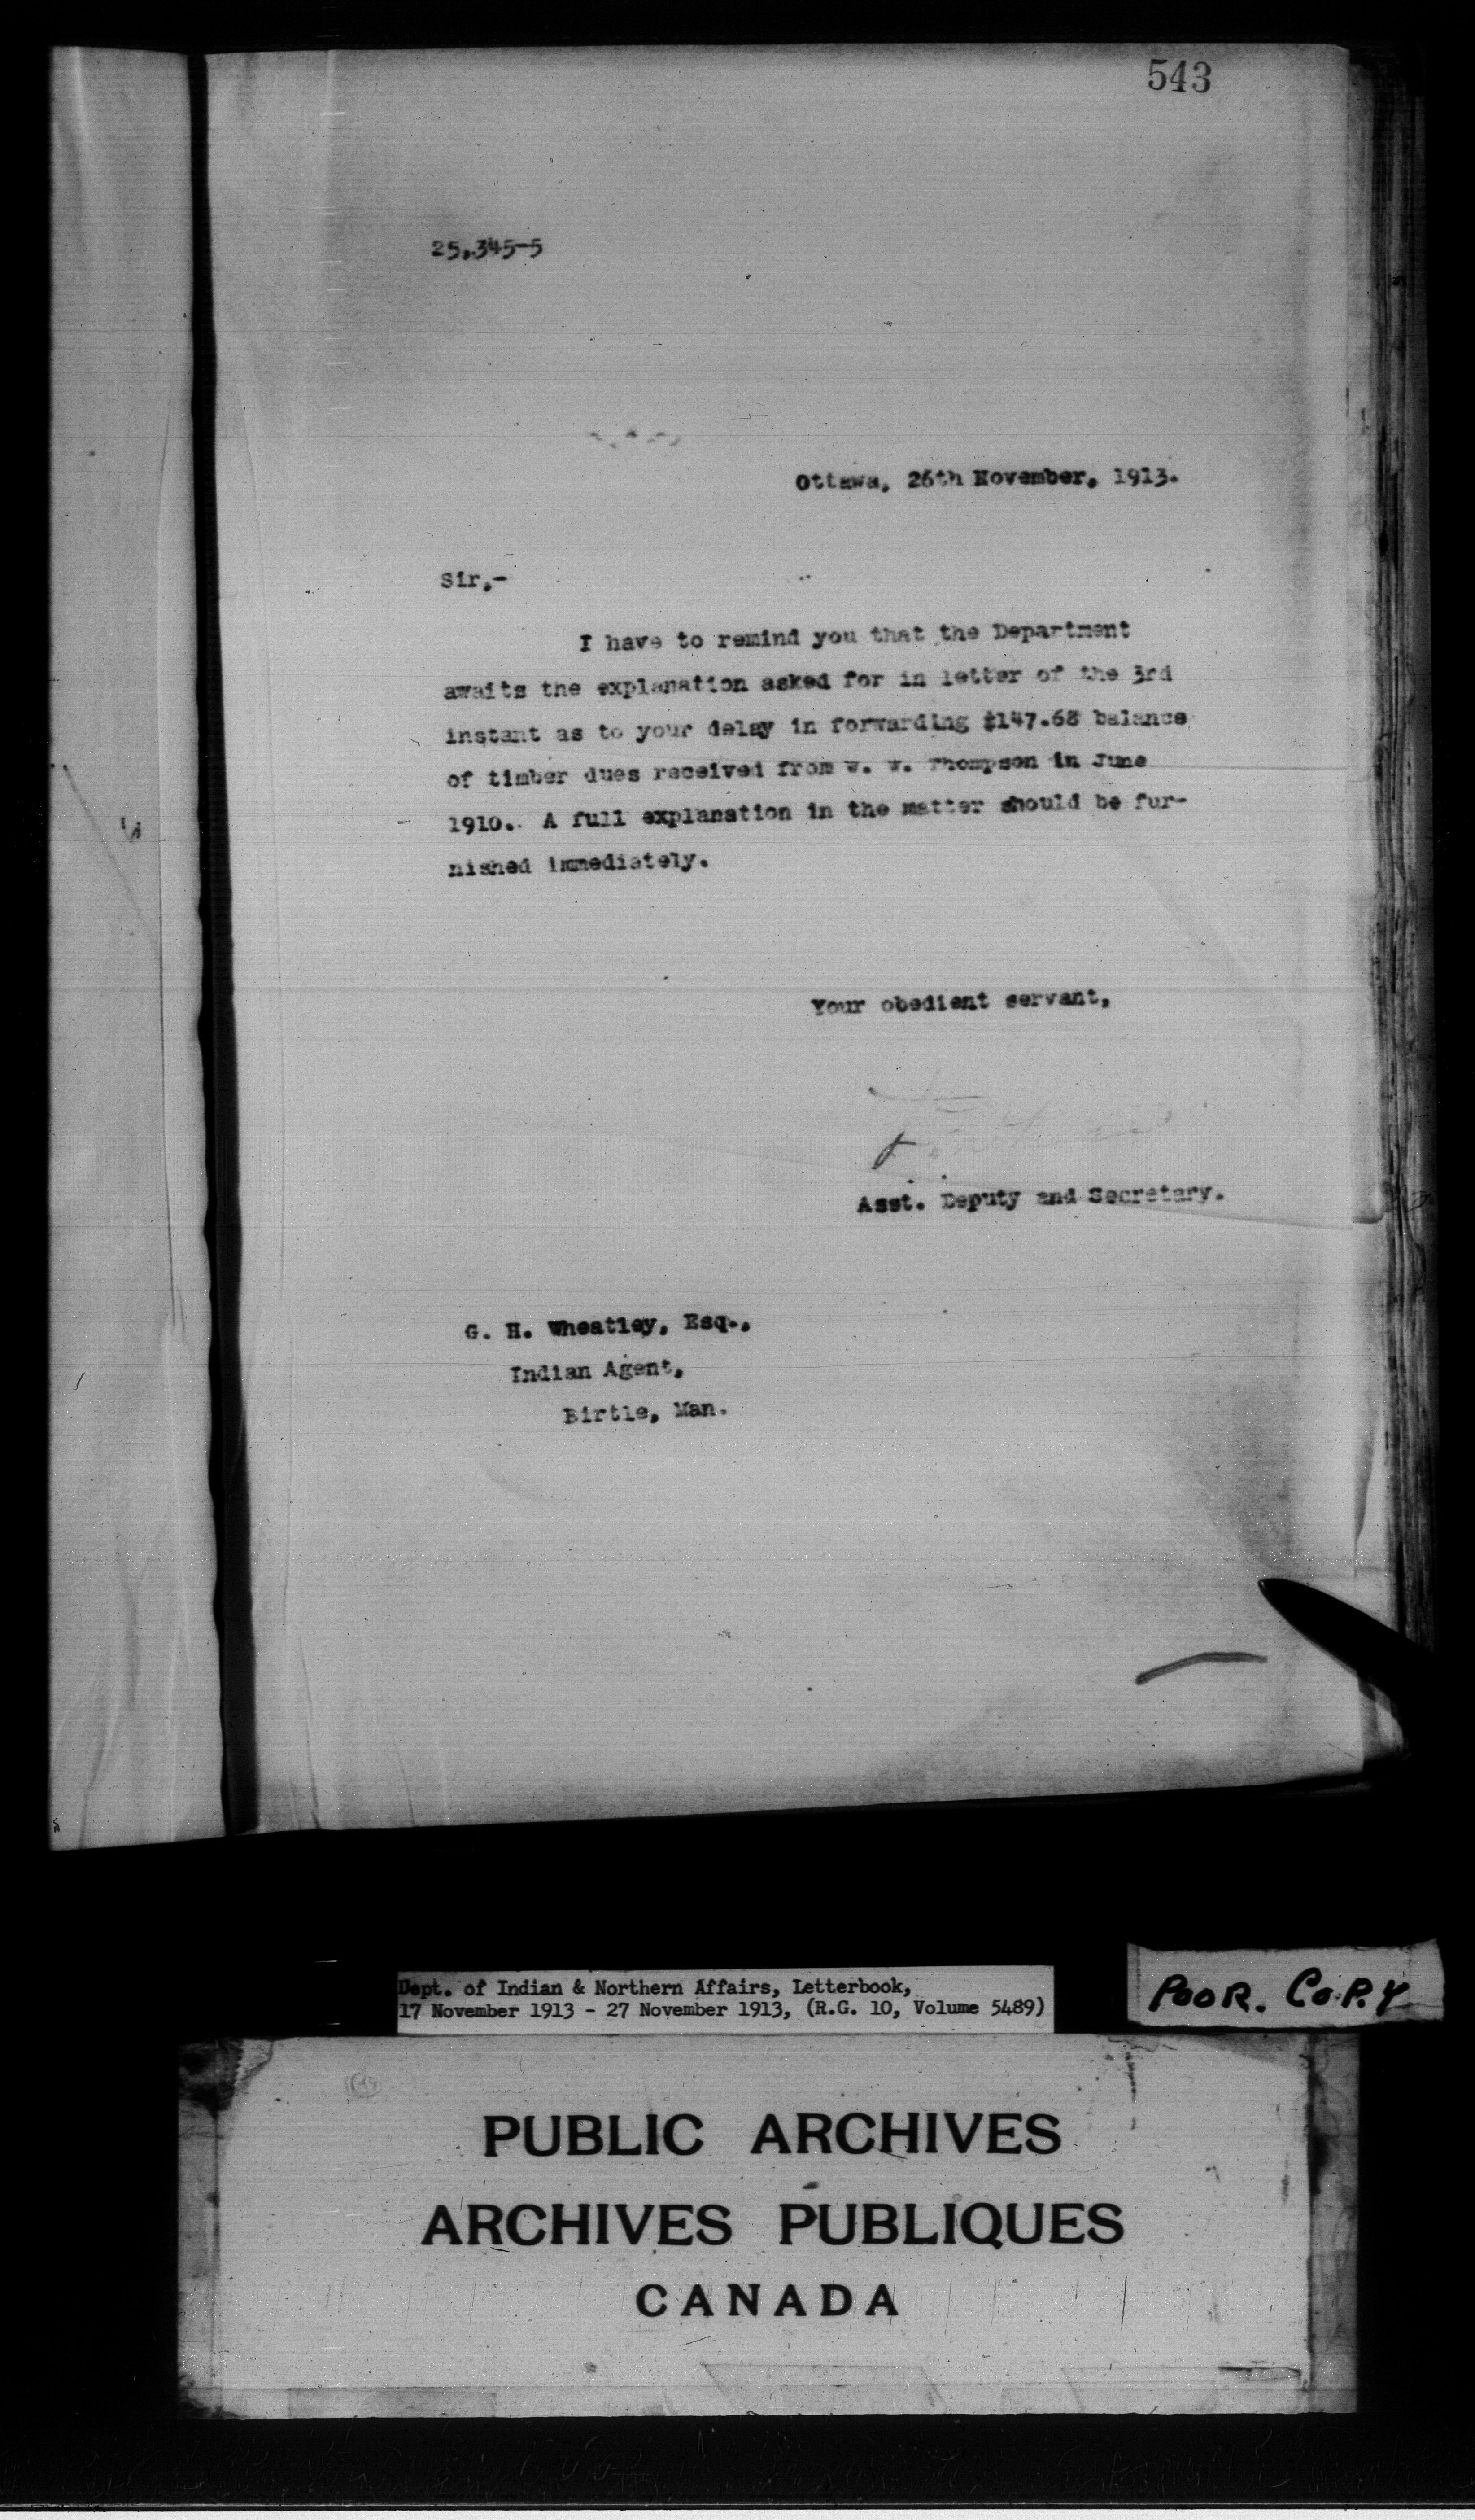 543
25,345-5
Ottawa, 26th November, 1913.
Sir,-
I have to remind you that the Department
awaits the explanation asked for in letter of the 3rd
instant as to your delay in forwarding $147.68 balance
of timber dues received from W. W. Thompson in June
1910. A full explanation in the matter should be fur-
nished immediately.
Your obedient servant,
Asst. Deputy and Secretary.
G. H. Wheatley, Esq.,
Indian Agent,
Birtle, Man.
Dept. of Indian & Northern Affairs, Letterbook,
17 November 1913 - 27 November 1913, (R.G. 10, Volume 5489)
POOR. COPY
PUBLIC ARCHIVES
ARCHIVES PUBLIQUES
CANADA